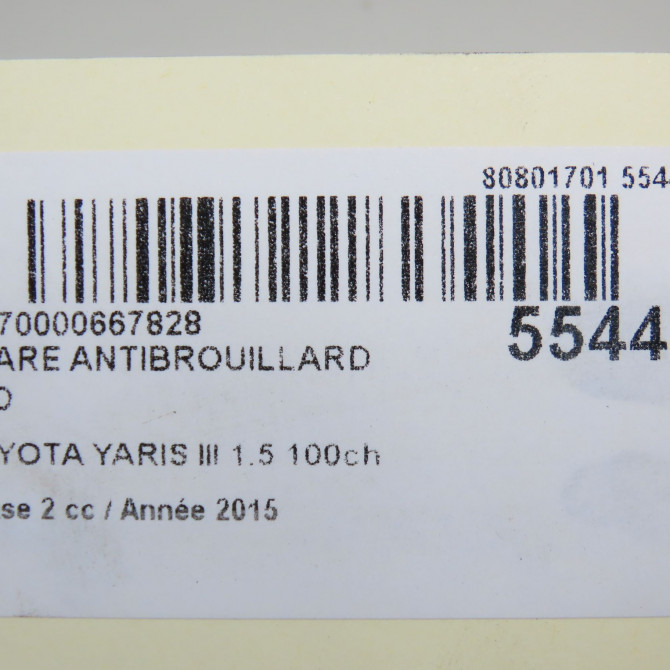 80801701 554
70000667828
5544
ARE ANTIBROUILLARD
YOTA YARIS III 1.5 100ch
se 2 cc / Année 2015